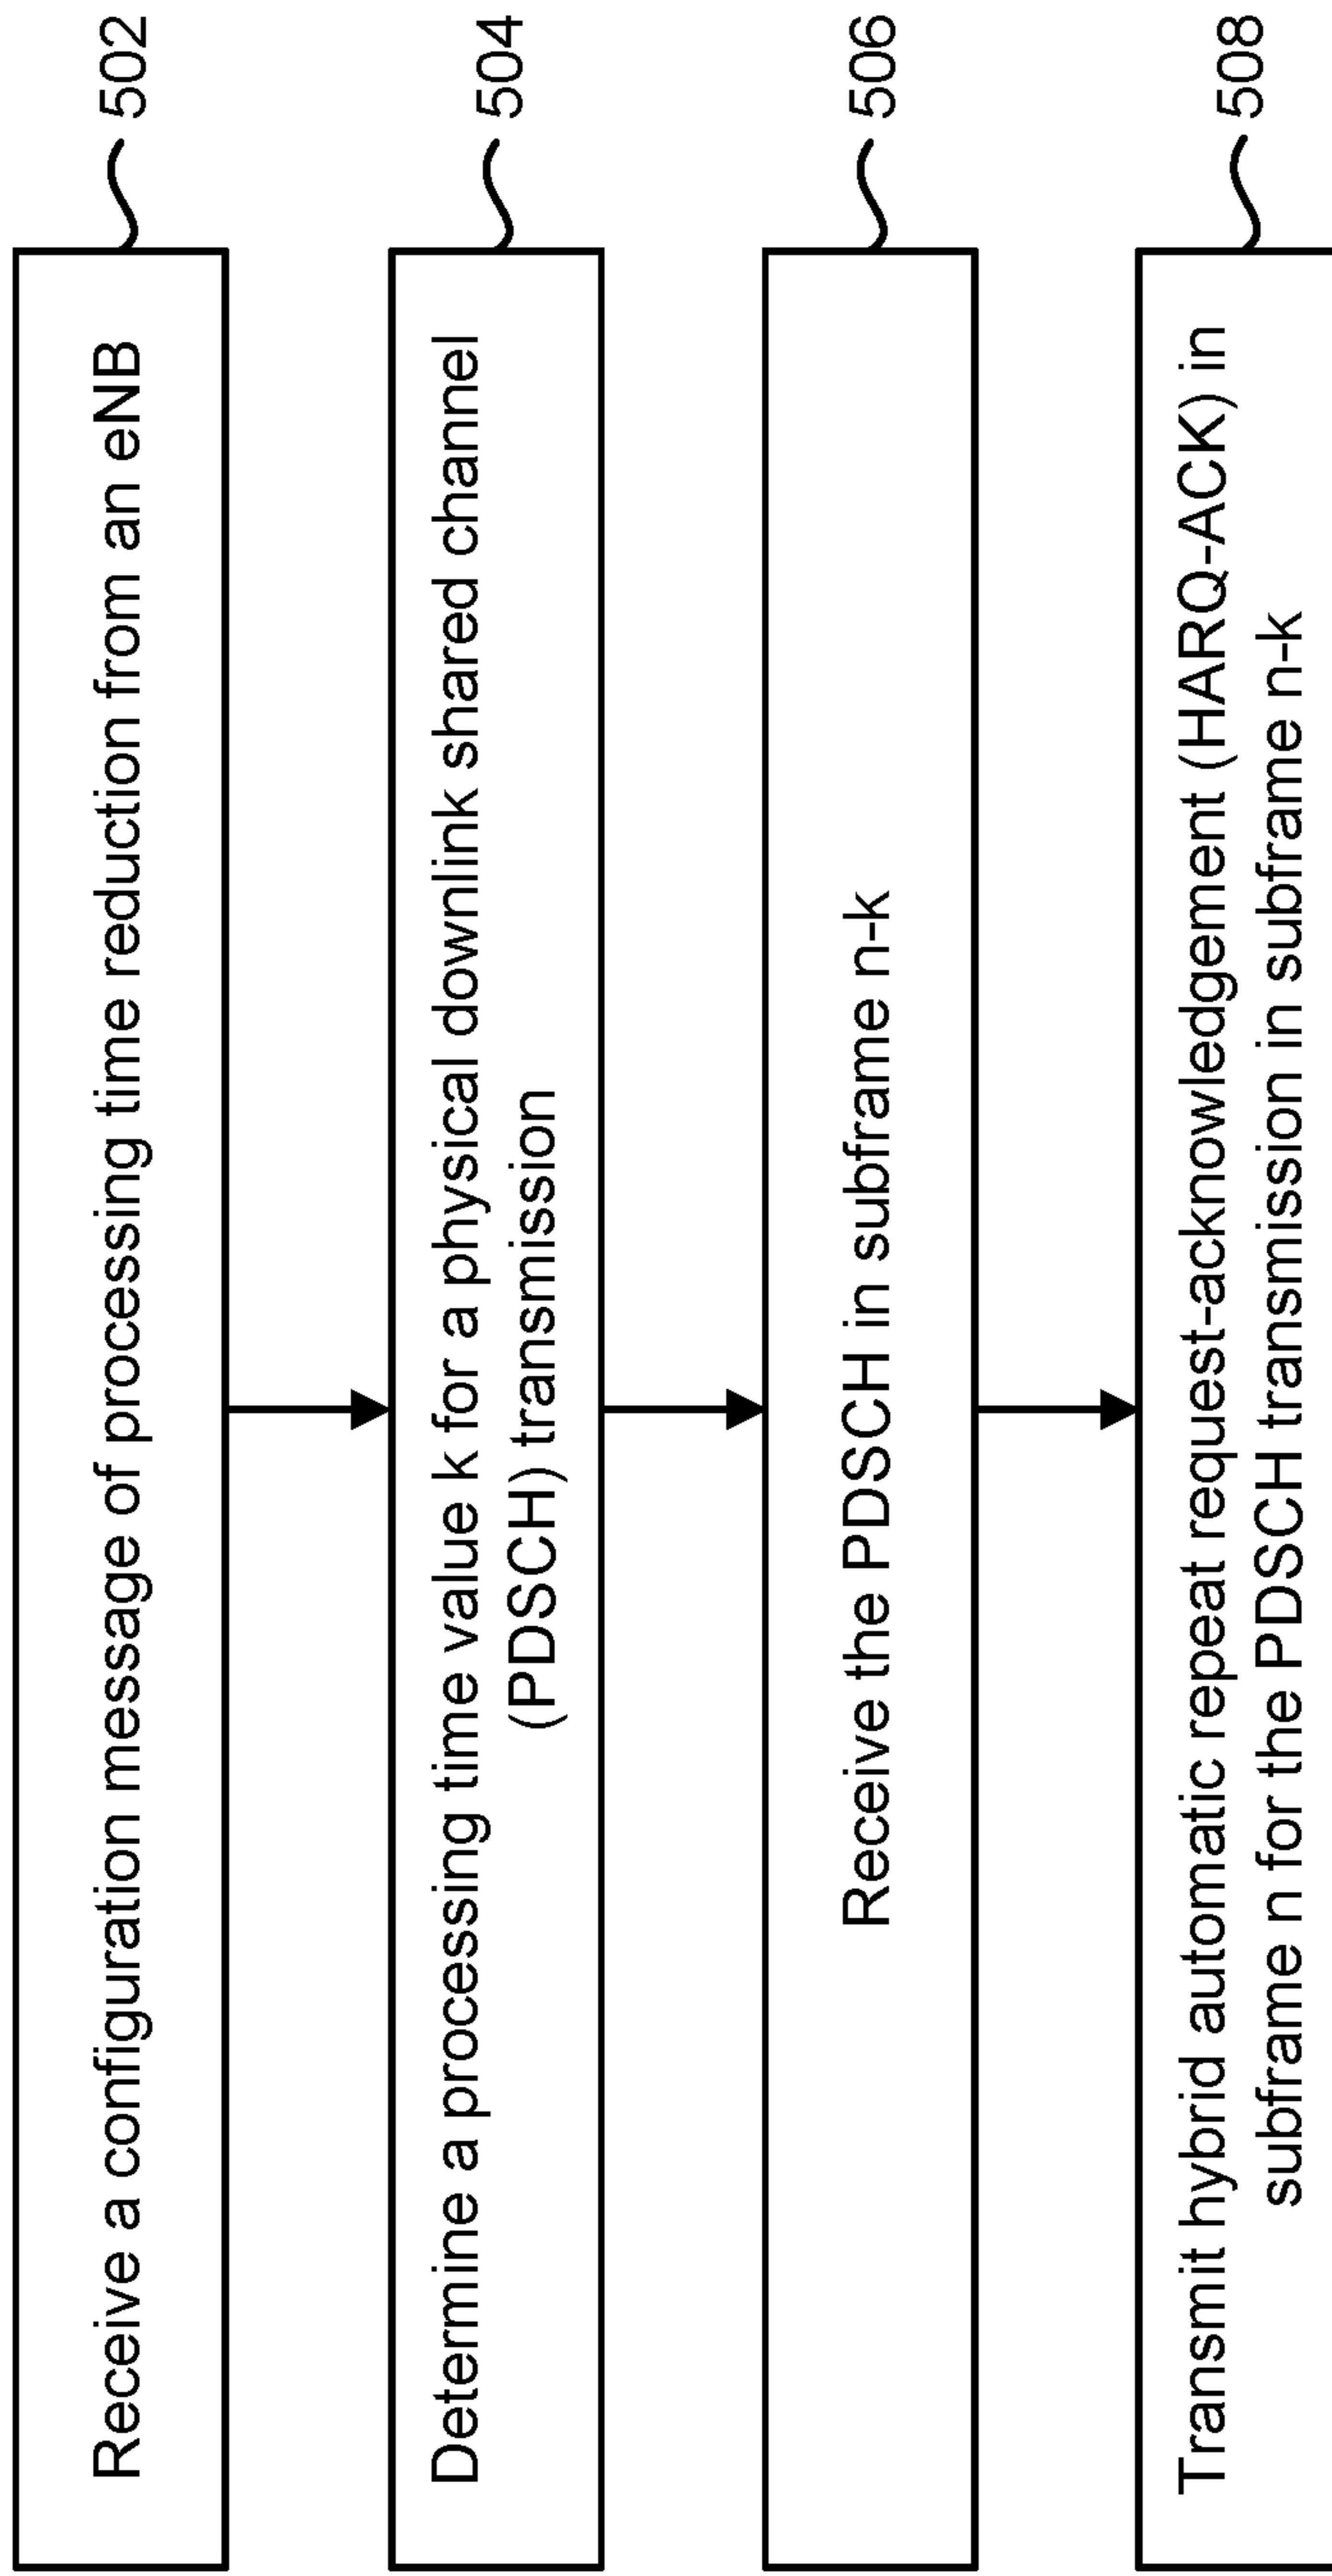 Receive a configuration message of processing time reduction from an eNB
502
Determine a processing time value k for a physical downlink shared channel
(PDSCH) transmission
504
Receive the PDSCH in subframe n-k
506
Transmit hybrid automatic repeat request-acknowledgement (HARQ-ACK) in
subframe n for the PDSCH transmission in subframe n-k
508